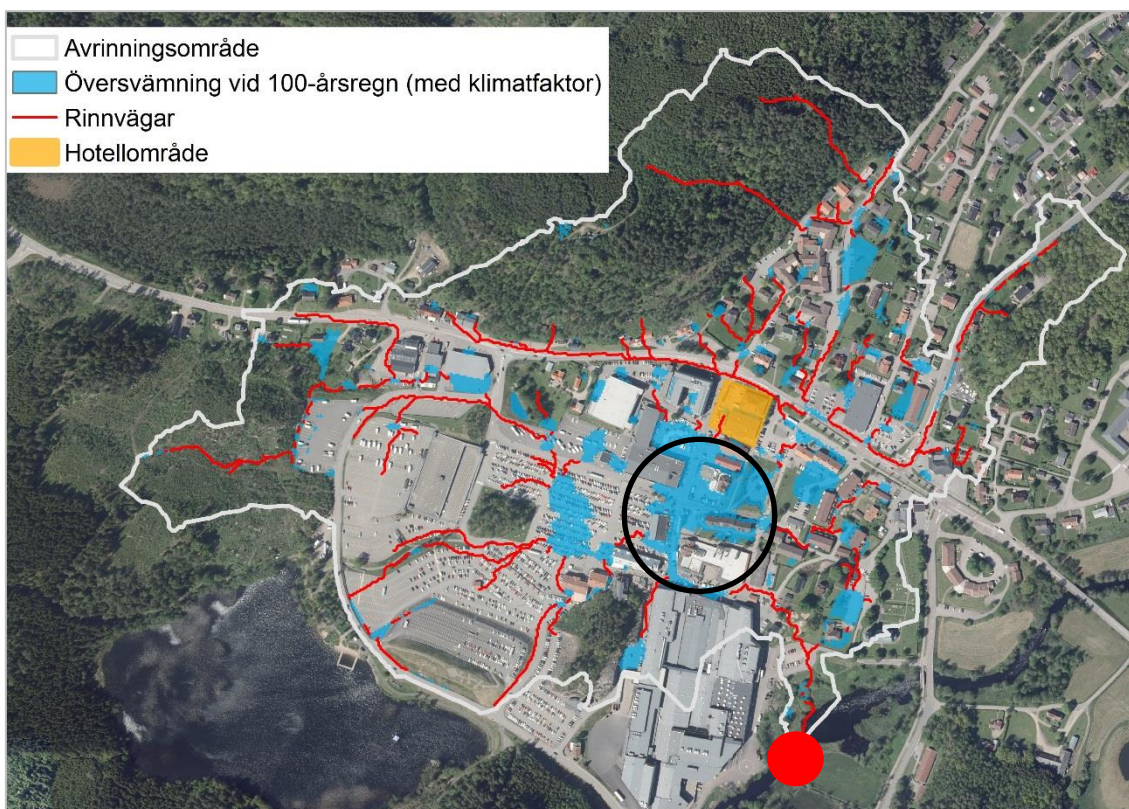 Avrinningsområde
Översvämning vid 100-årsregn (med klimatfaktor)
Rinnvägar
Hotellområde